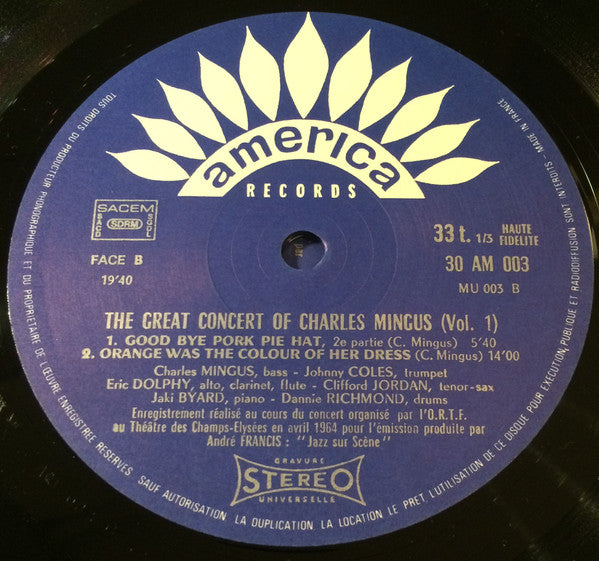 america
RECORDS
SACEM
SACD SDRM SGDL
33 t. 1/3 HAUTE FIDELITE
FACE B
30 AM 003
19'40
MU 003 B
THE GREAT CONCERT OF CHARLES MINGUS (Vol. 1)
1. GOOD BYE PORK PIE HAT, 2e partie (C. Mingus) 5'40
2. ORANGE WAS THE COLOUR OF HER DRESS (C. Mingus) 14'00
Charles MINGUS, bass - Johnny COLES, trumpet
Eric DOLPHY, alto, clarinet, flute - Clifford JORDAN, tenor-sax
Jaki BYARD, piano - Dannie RICHMOND, drums
Enregistrement réalisé au cours du concert organisé par l'O.R.T.F.
au Théâtre des Champs-Elysées en avril 1964 pour l'émission produite par
André FRANCIS : "Jazz sur Scène"
GRAVURE
STEREO
UNIVERSELLE
TOUS DROITS DU PRODUCTEUR PHONOGRAPHIQUE ET DU PROPRIETAIRE DE L'ŒUVRE ENREGISTREE RESERVES SAUF AUTORISATION LA DUPLICATION, LA LOCATION LE PRET, L'UTILISATION DE CE DISQUE POUR EXECUTION, PUBLIQUE ET RADIODIFFUSION SONT INTERDITS - MADE IN FRANCE